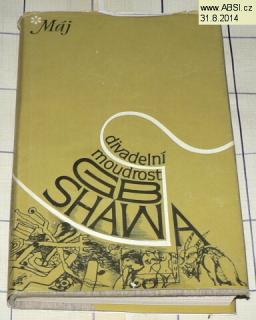 www.ABSI.cz
31.8.2014
* Máj
divadelní
moudrost
GB
SHAWA